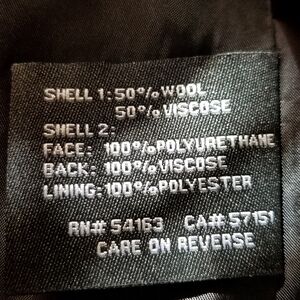 SHELL 1: 50% WOOL
50% VISCOSE
SHELL 2:
FACE: 100% POLYURETHANE
BACK: 100% VISCOSE
LINING: 100% POLYESTER
RN# 54163 CA# 57151
CARE ON REVERSE